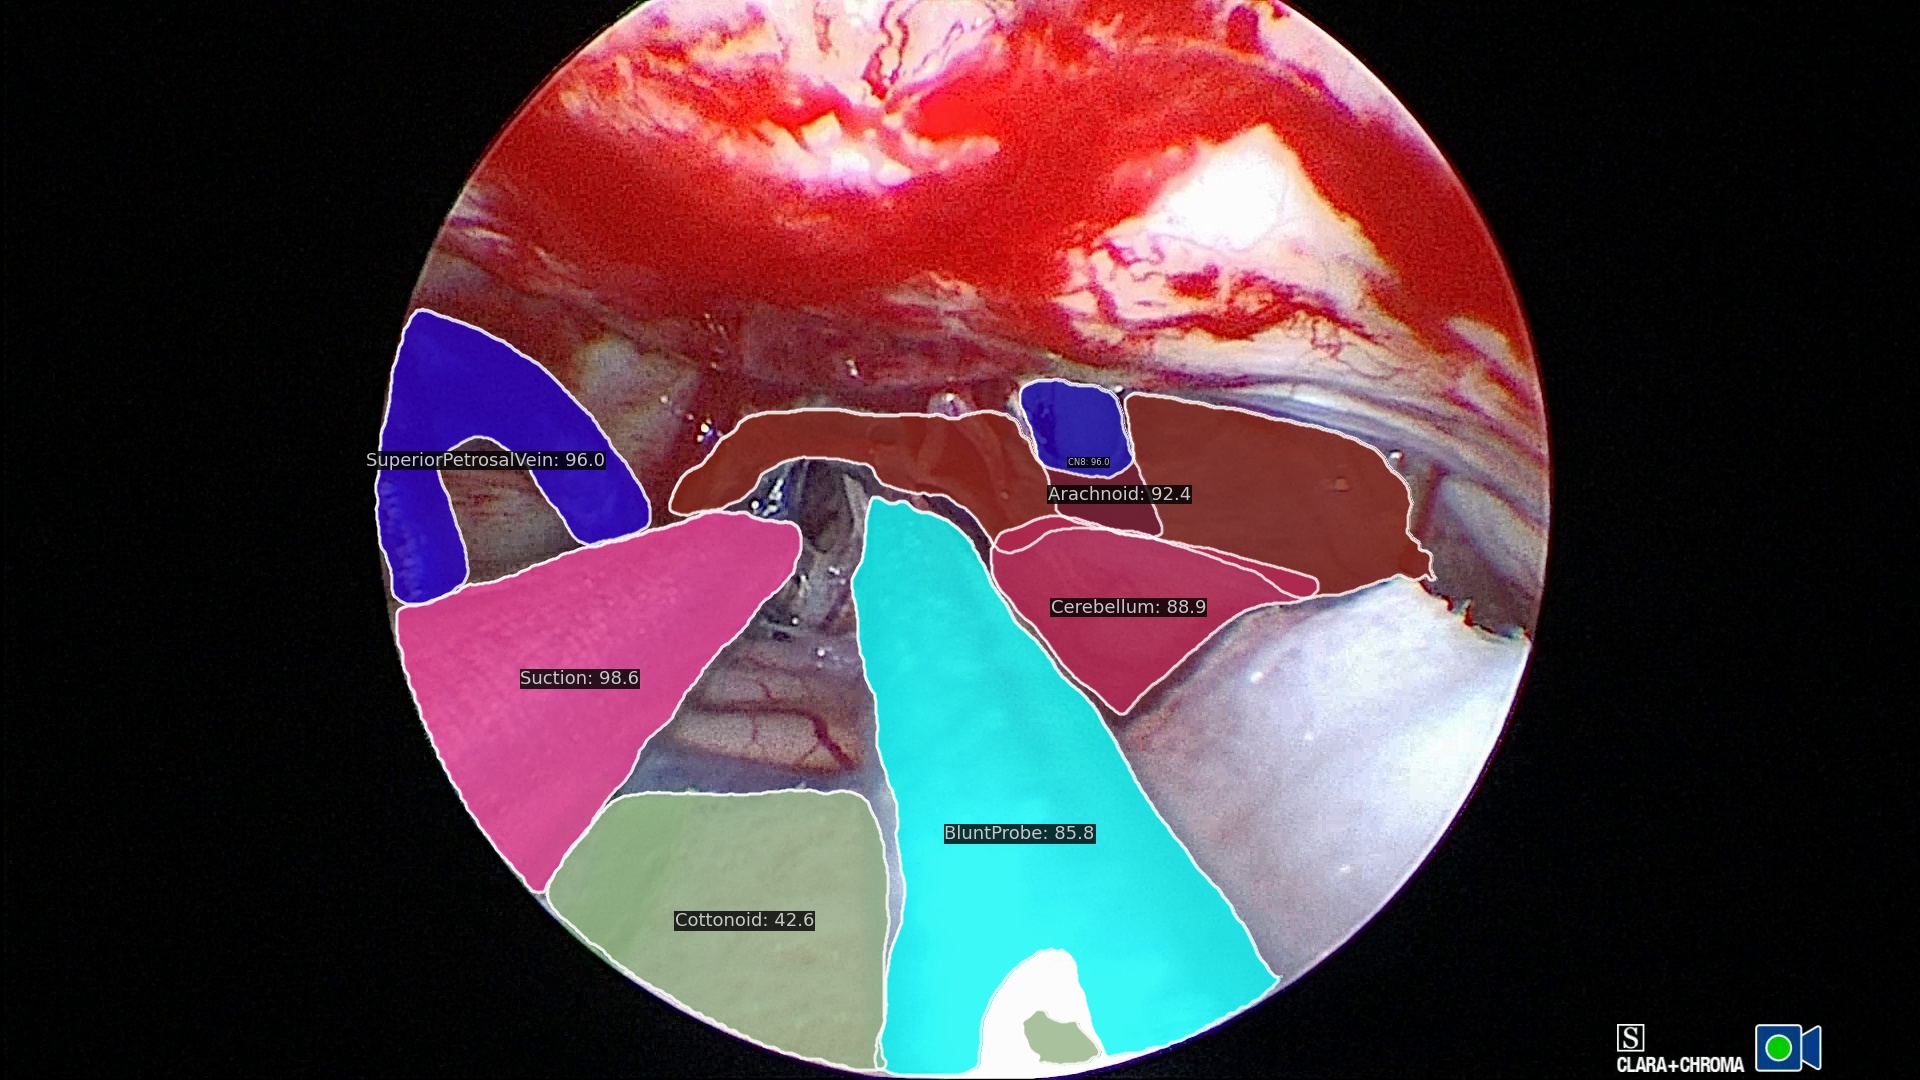 SuperiorPetrosalVein: 96.0
CN8: 96.0
Arachnoid: 92.4
Cerebellum: 88.9
Suction: 98.6
BluntProbe: 85.8
Cottonoid: 42.6
S
CLARA+CHROMA